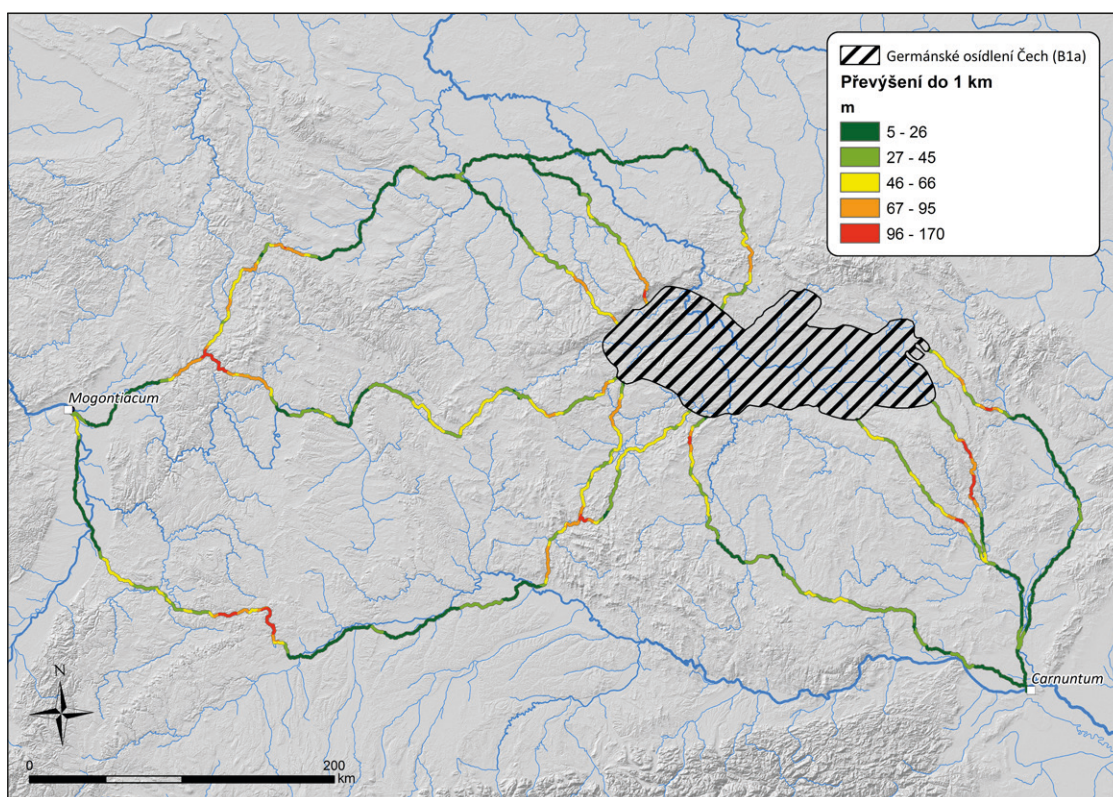 Germánské osídlení Čech (B1a)
Převýšení do 1 km
m
5 - 26
27 - 45
46 - 66
67 - 95
96 - 170
Mogontiacum
Carnuntum
N
0
200
km